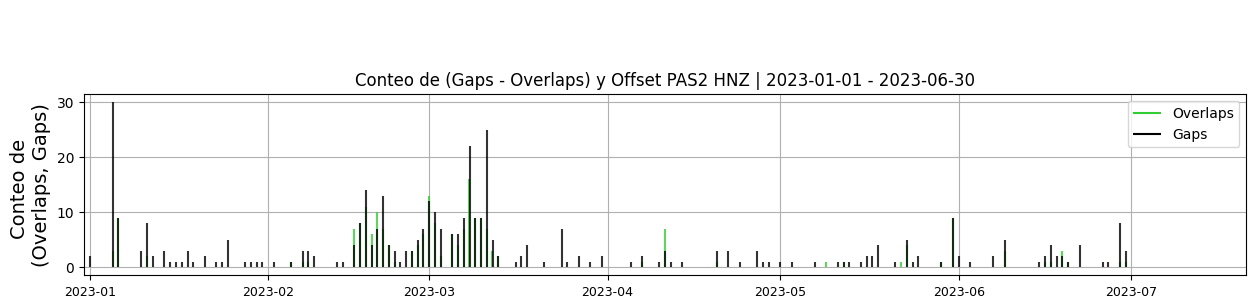 Conteo de (Gaps - Overlaps) y Offset PAS2 HNZ | 2023-01-01 - 2023-06-30
Conteo de
(Overlaps, Gaps)
30
20
10
0
Overlaps
Gaps
2023-01
2023-02
2023-03
2023-04
2023-05
2023-06
2023-07